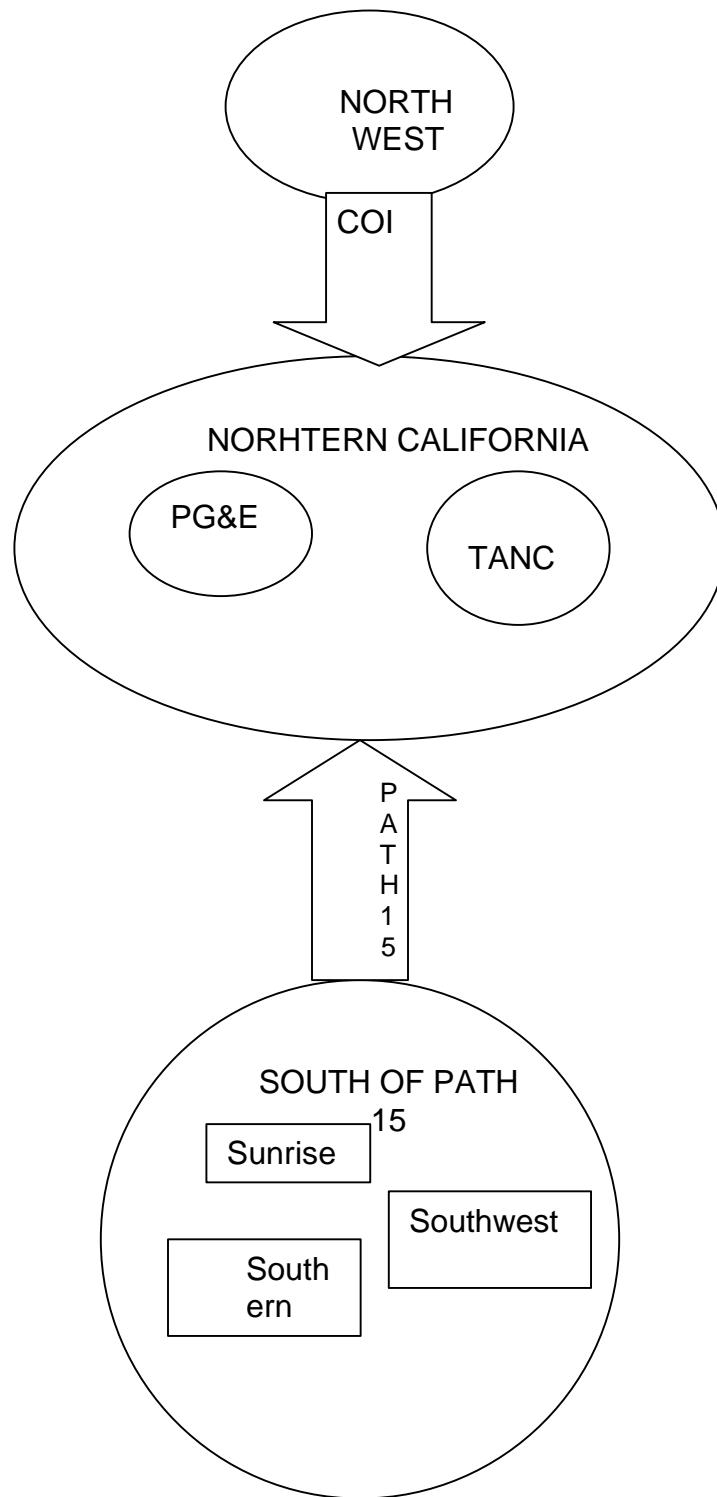 NORTH
WEST
COI
NORHTERN CALIFORNIA
PG&E
TANC
P
A
T
H
1
5
SOUTH OF PATH
15
Sunrise
Southwest
South
ern